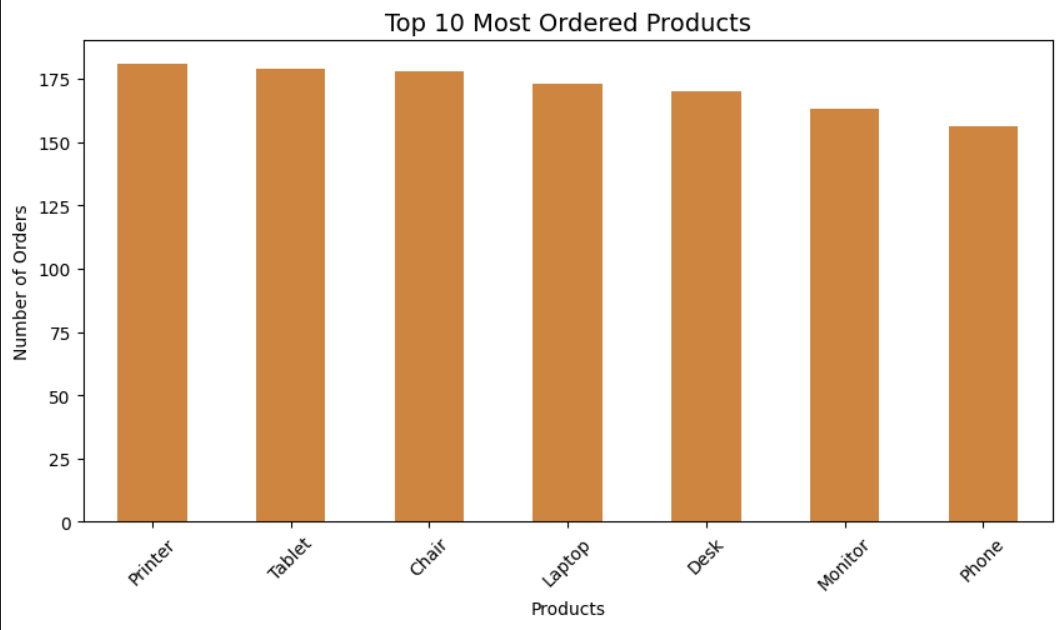 Top 10 Most Ordered Products
Number of Orders
175
150
125
100
75
50
25
0
Printer
Tablet
Chair
Laptop
Desk
Monitor
Phone
Products